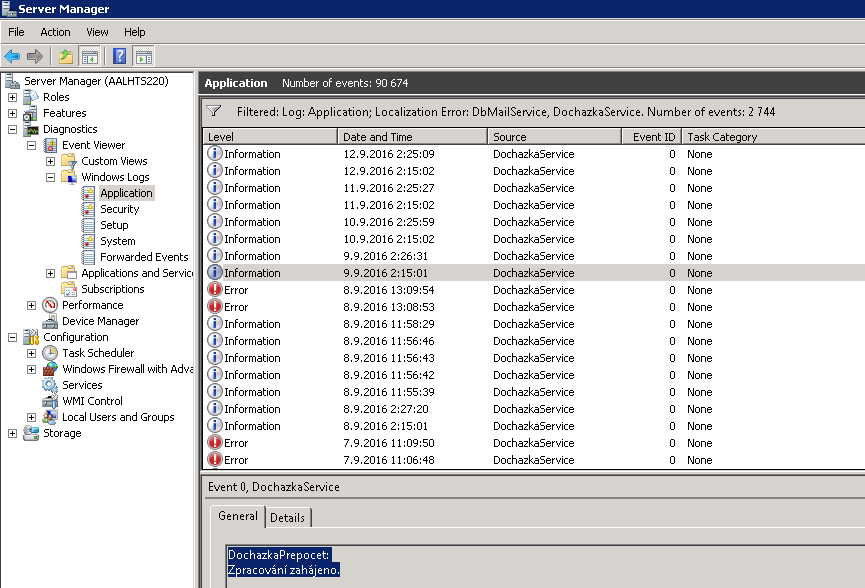 Server Manager
File Action View Help
Server Manager (AALHTS220)
Roles
Features
Diagnostics
Event Viewer
Custom Views
Windows Logs
Application
Security
Setup
System
Forwarded Events
Applications and Service
Subscriptions
Performance
Device Manager
Configuration
Task Scheduler
Windows Firewall with Adva
Services
WMI Control
Local Users and Groups
Storage
Application Number of events: 90 674
Filtered: Log: Application; Localization Error: DbMailService, DochazkaService. Number of events: 2 744
Level Date and Time Source Event ID Task Category
Information 12.9.2016 2:25:09 DochazkaService 0 None
Information 12.9.2016 2:15:02 DochazkaService 0 None
Information 11.9.2016 2:25:27 DochazkaService 0 None
Information 11.9.2016 2:15:02 DochazkaService 0 None
Information 10.9.2016 2:25:59 DochazkaService 0 None
Information 10.9.2016 2:15:02 DochazkaService 0 None
Information 9.9.2016 2:26:31 DochazkaService 0 None
Information 9.9.2016 2:15:01 DochazkaService 0 None
Error 8.9.2016 13:09:54 DochazkaService 0 None
Error 8.9.2016 13:08:53 DochazkaService 0 None
Information 8.9.2016 11:58:29 DochazkaService 0 None
Information 8.9.2016 11:56:46 DochazkaService 0 None
Information 8.9.2016 11:56:43 DochazkaService 0 None
Information 8.9.2016 11:56:42 DochazkaService 0 None
Information 8.9.2016 11:55:39 DochazkaService 0 None
Information 8.9.2016 2:27:20 DochazkaService 0 None
Information 8.9.2016 2:15:01 DochazkaService 0 None
Error 7.9.2016 11:09:50 DochazkaService 0 None
Error 7.9.2016 11:06:48 DochazkaService 0 None
Event 0, DochazkaService
General Details
DochazkaPrepocet:
Zpracování zahájeno.